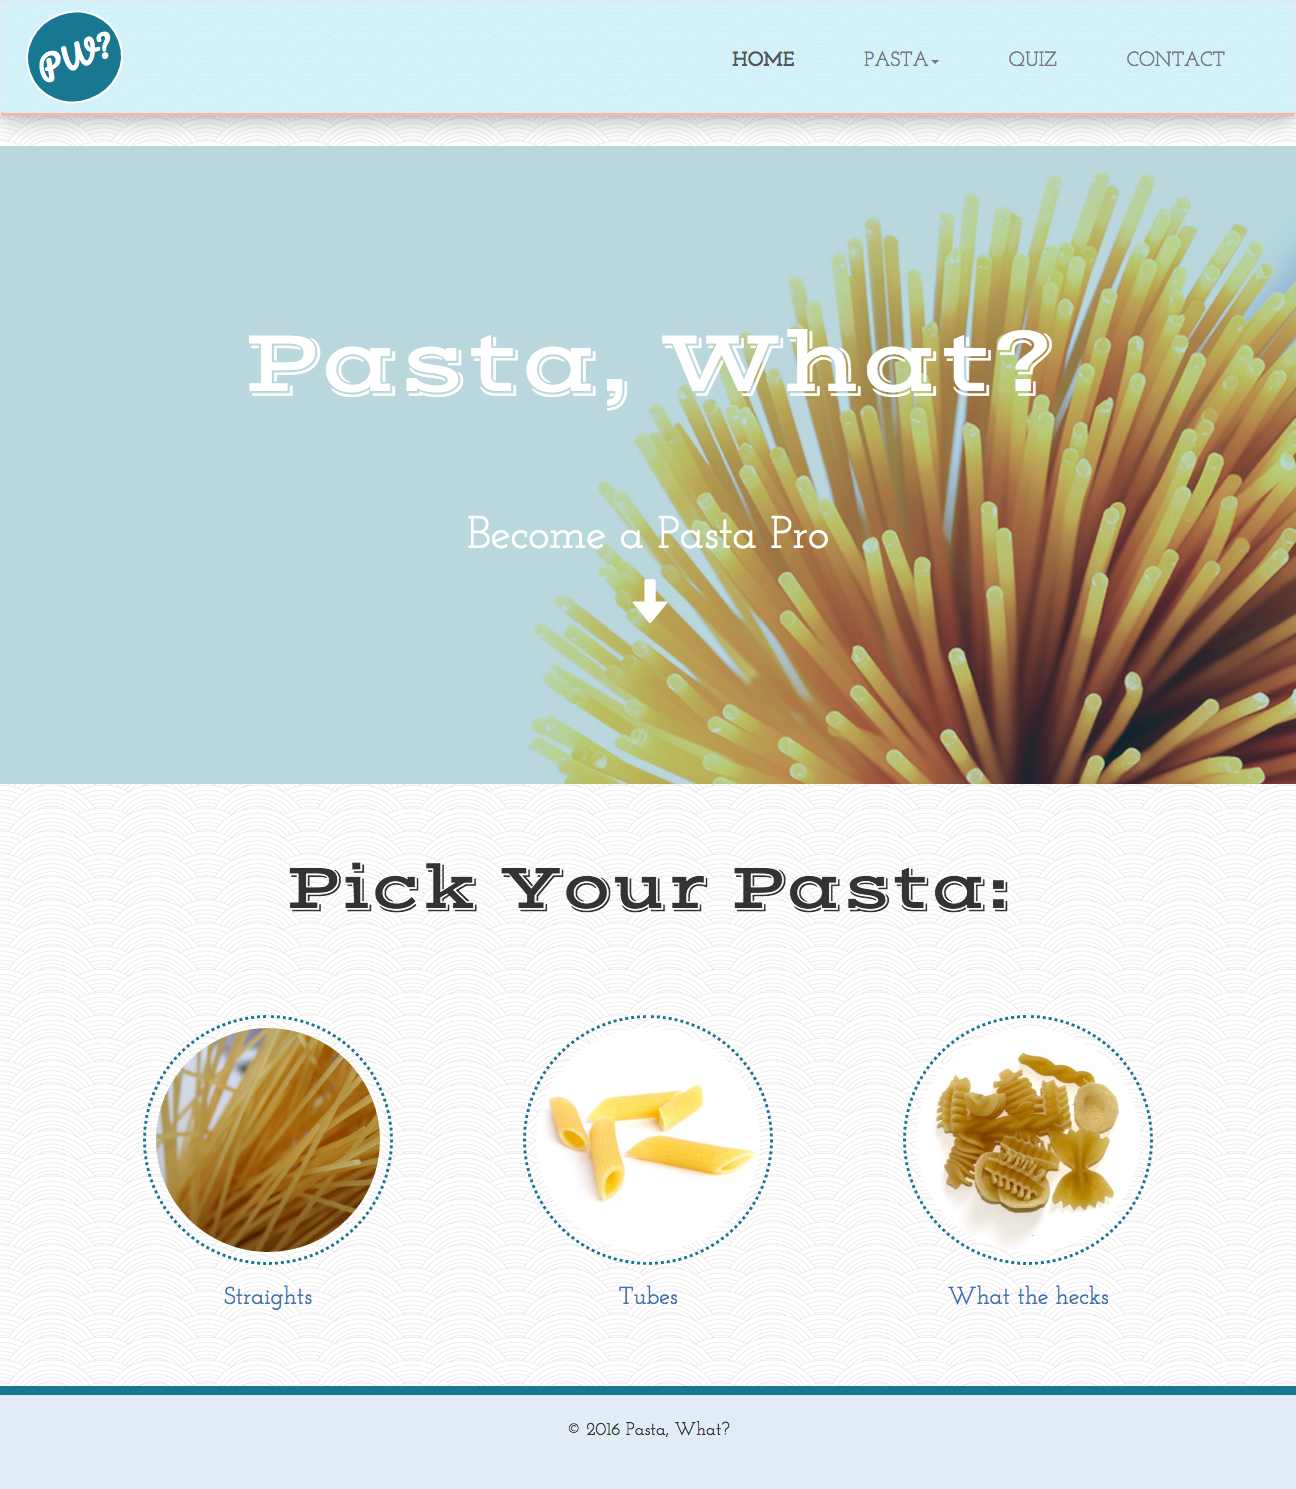 PW?
HOME PASTA QUIZ CONTACT
Pasta, What?
Become a Pasta Pro
Pick Your Pasta:
Straights Tubes What the hecks
© 2016 Pasta, What?